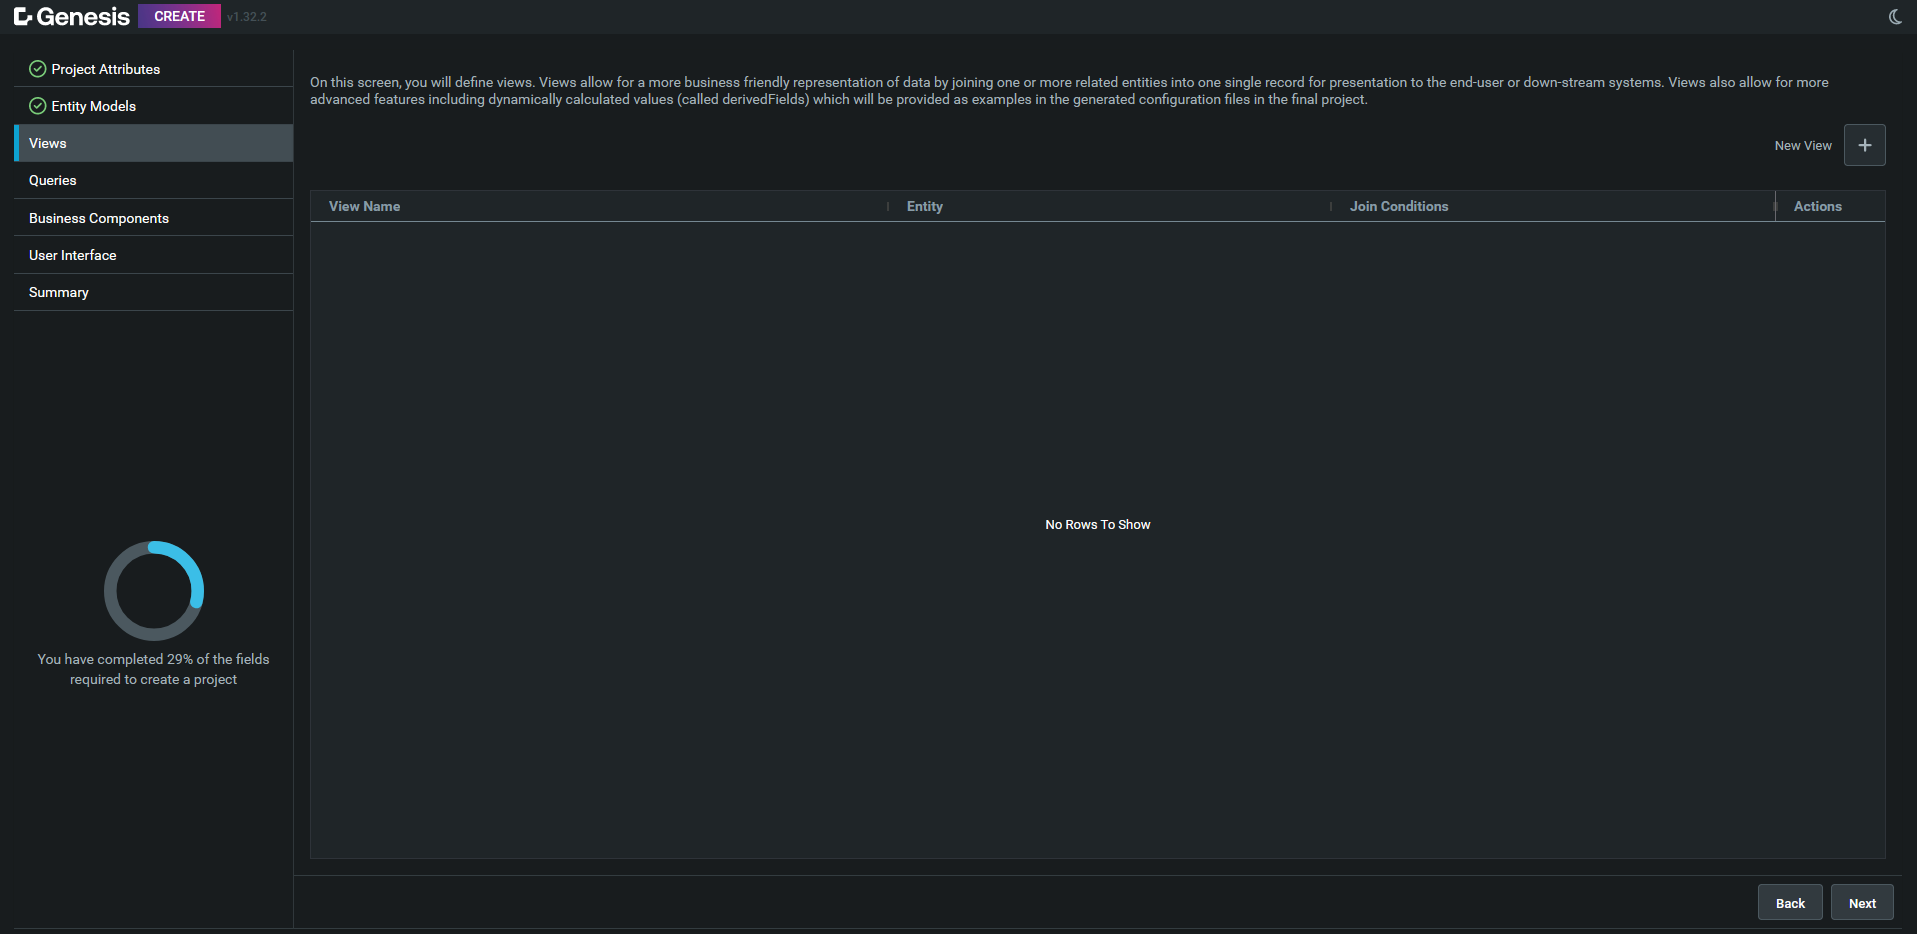 Genesis CREATE v1.32.2
Project Attributes
Entity Models
Views
Queries
Business Components
User Interface
Summary
You have completed 29% of the fields
required to create a project
On this screen, you will define views. Views allow for a more business friendly representation of data by joining one or more related entities into one single record for presentation to the end-user or down-stream systems. Views also allow for more
advanced features including dynamically calculated values (called derivedFields) which will be provided as examples in the generated configuration files in the final project.
New View
View Name Entity Join Conditions Actions
No Rows To Show
Back Next